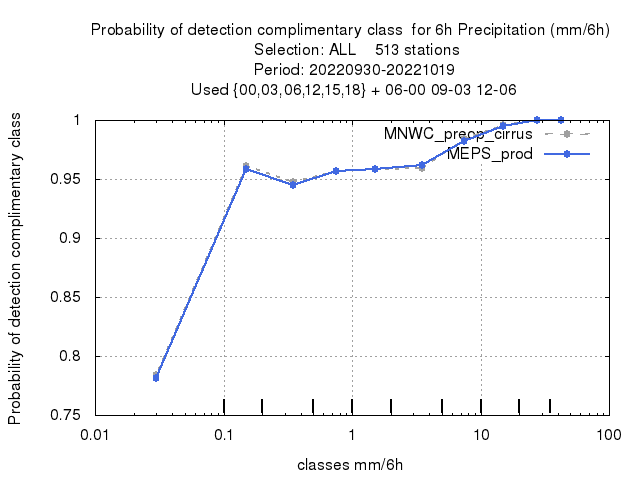 Probability of detection complimentary class  for 6h Precipitation (mm/6h)
Selection: ALL    513 stations
Period: 20220930-20221019
Used {00,03,06,12,15,18} + 06-00 09-03 12-06
Probability of detection complimentary class
1
0.95
0.9
0.85
0.8
0.75
MNWC_preop_cirrus
MEPS_prod
0.01
0.1
1
10
100
classes mm/6h